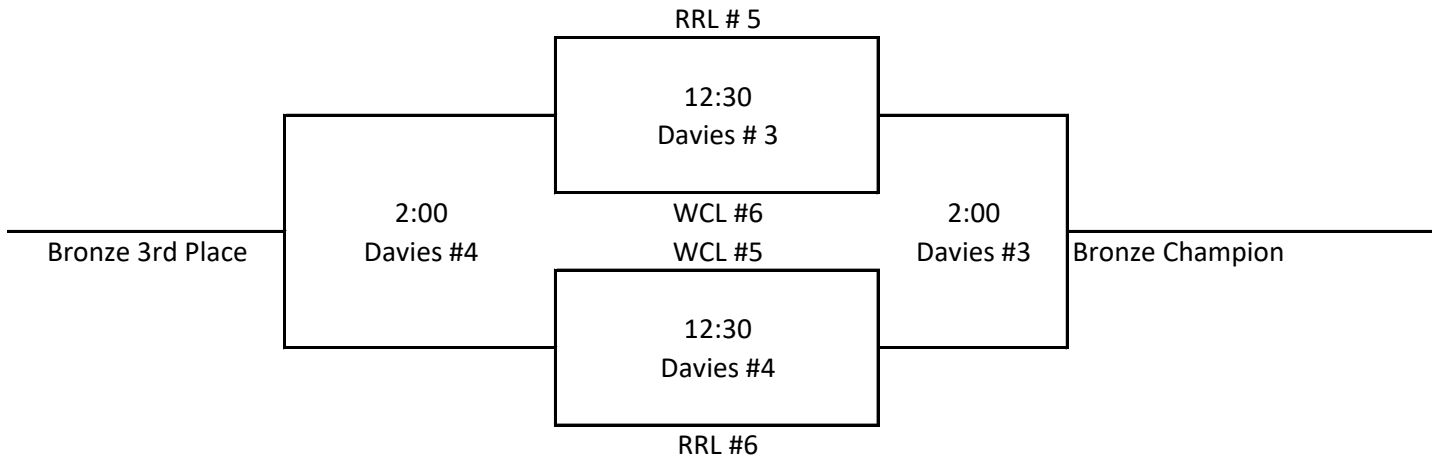 RRL # 5
12:30
Davies # 3
2:00
Davies #4
WCL #6
2:00
Davies #3
Bronze 3rd Place
WCL #5
Bronze Champion
12:30
Davies #4
RRL #6